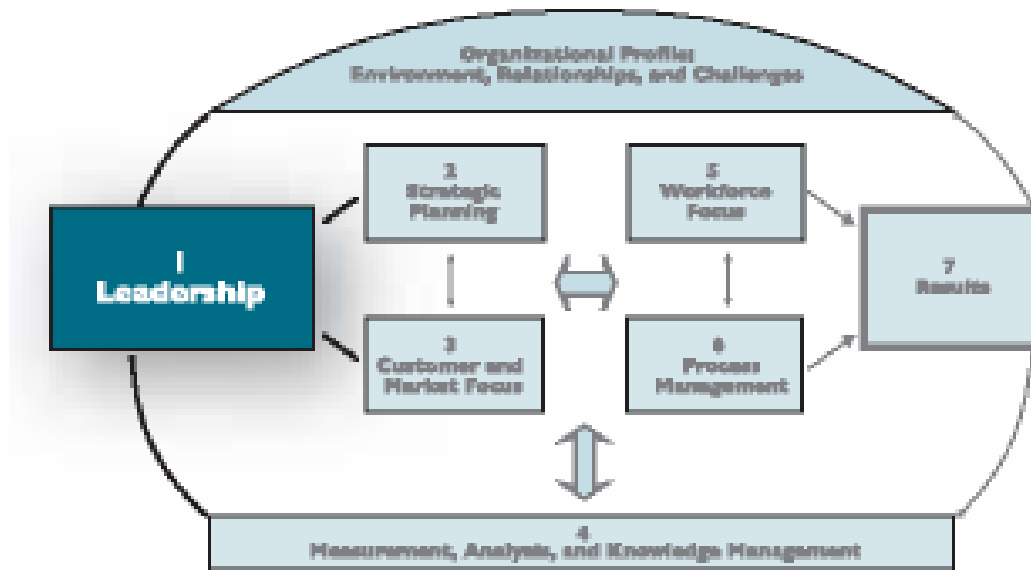 Organizational Profile:
Environment, Relationships, and Challenges
2
Strategic
Planning
5
Workforce
Focus
1
Leadership
7
Results
3
Customer and
Market Focus
6
Process
Management
4
Measurement, Analysis, and Knowledge Management